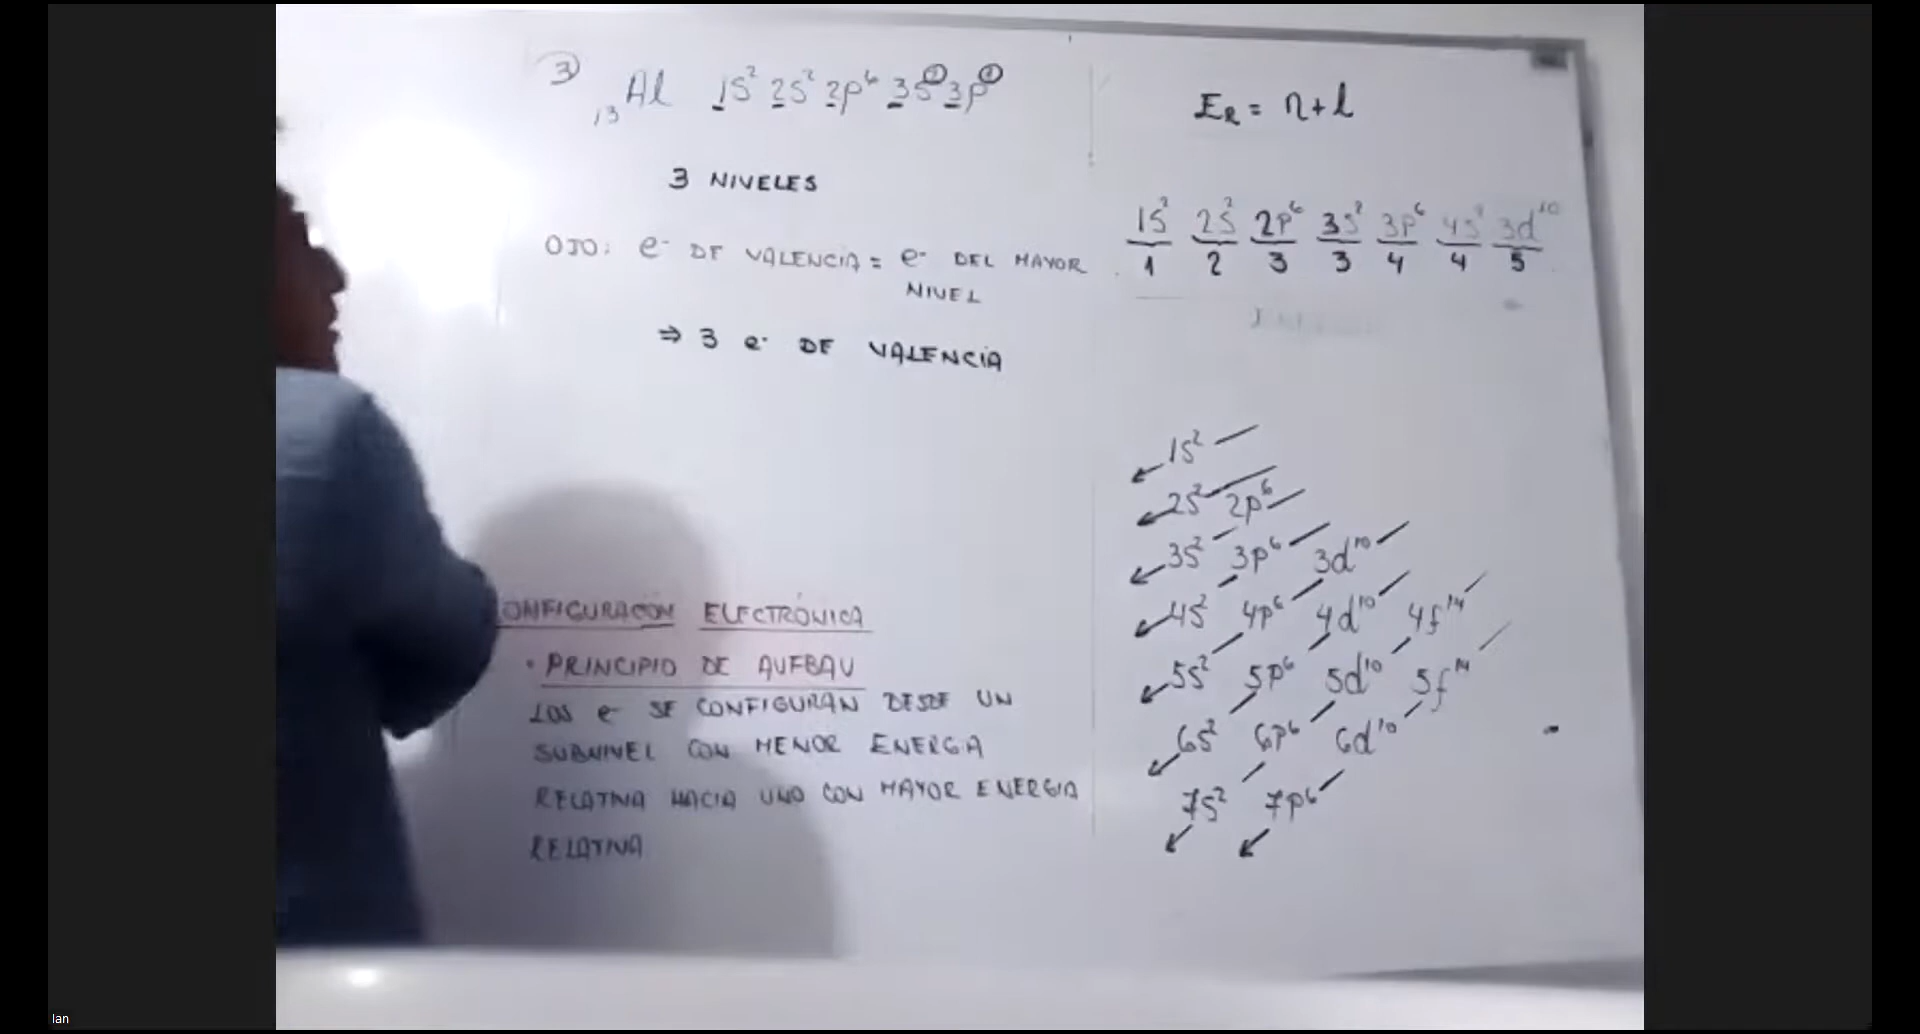 3
13Al 1s² 2s² 2p⁶ 3s② 3p①
3 NIVELES
OJO: e⁻ DE VALENCIA = e⁻ DEL MAYOR
NIVEL
⇒ 3 e⁻ DE VALENCIA
CONFIGURACIÓN ELECTRÓNICA
• PRINCIPIO DE AUFBAU
LOS e⁻ SE CONFIGURAN DESDE UN
SUBNIVEL CON MENOR ENERGIA
RELATIVA HACIA UNO CON MAYOR ENERGIA
RELATIVA
E_R = n + l
1s² 2s² 2p⁶ 3s² 3p⁶ 4s² 3d¹⁰
1 2 3 3 4 4 5
1s²
2s² 2p⁶
3s² 3p⁶ 3d¹⁰
4s² 4p⁶ 4d¹⁰ 4f¹⁴
5s² 5p⁶ 5d¹⁰ 5f¹⁴
6s² 6p⁶ 6d¹⁰
7s² 7p⁶
Ian